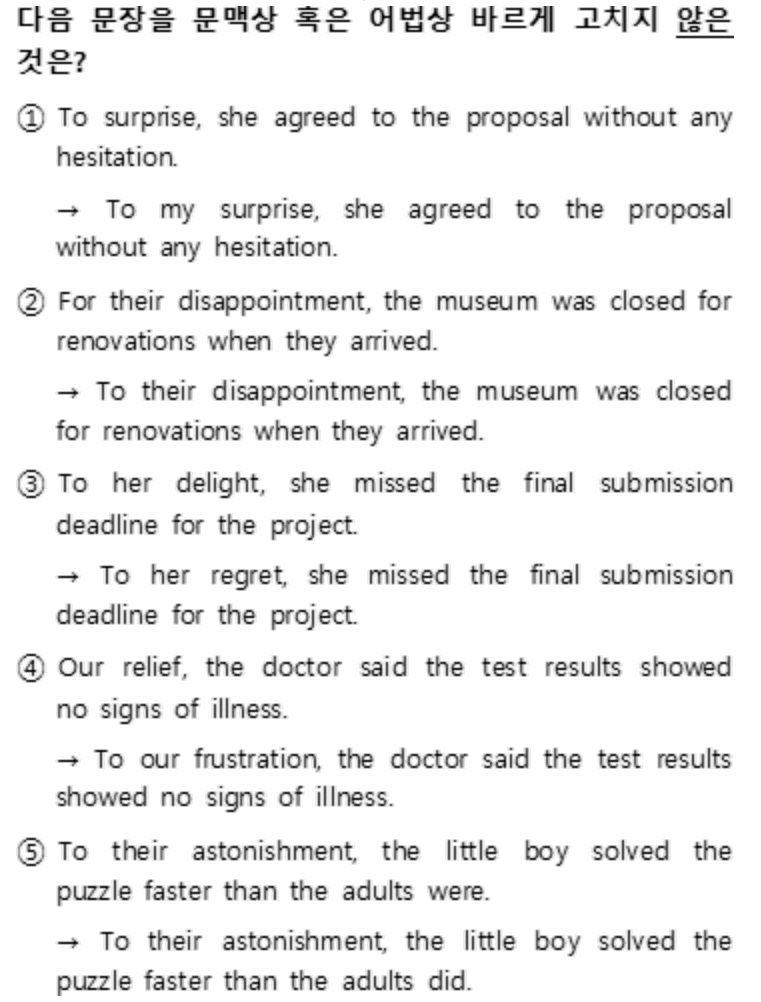 다음 문장을 문맥상 혹은 어법상 바르게 고치지 않은
것은?
① To surprise, she agreed to the proposal without any
hesitation.
→ To my surprise, she agreed to the proposal
without any hesitation.
② For their disappointment, the museum was closed for
renovations when they arrived.
→ To their disappointment, the museum was closed
for renovations when they arrived.
③ To her delight, she missed the final submission
deadline for the project.
→ To her regret, she missed the final submission
deadline for the project.
④ Our relief, the doctor said the test results showed
no signs of illness.
→ To our frustration, the doctor said the test results
showed no signs of illness.
⑤ To their astonishment, the little boy solved the
puzzle faster than the adults were.
→ To their astonishment, the little boy solved the
puzzle faster than the adults did.